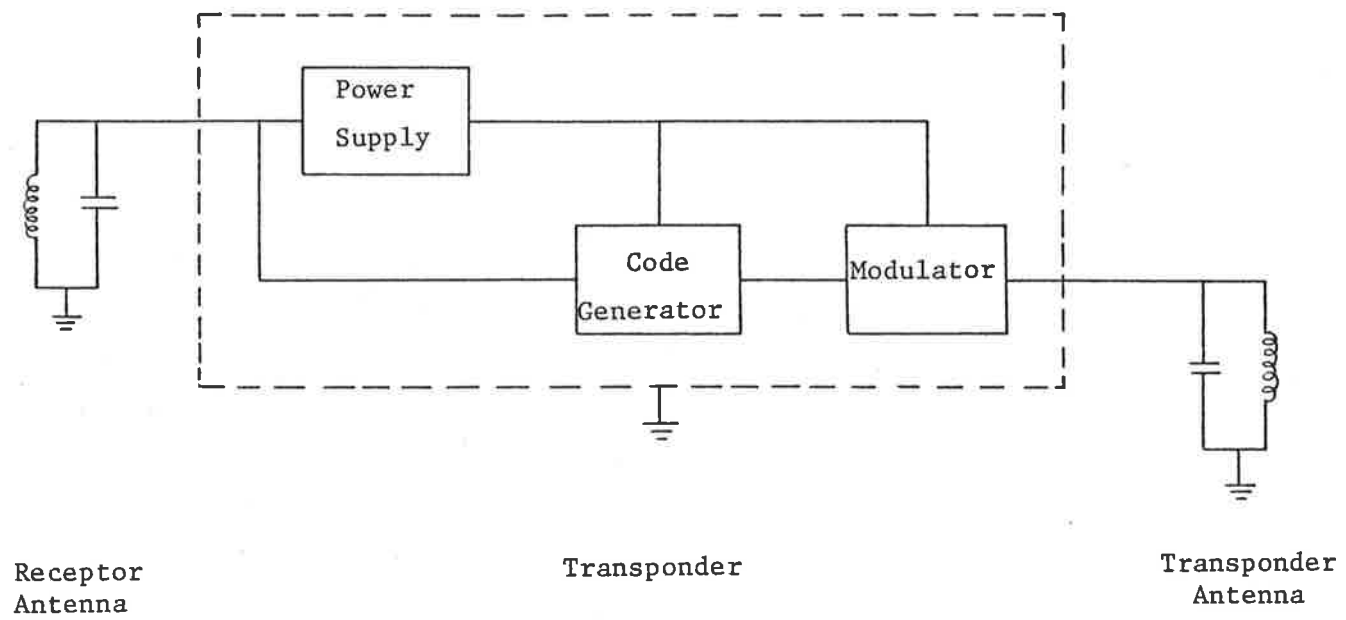 Power
Supply
Code
Generator
Modulator
Receptor
Antenna
Transponder
Transponder
Antenna